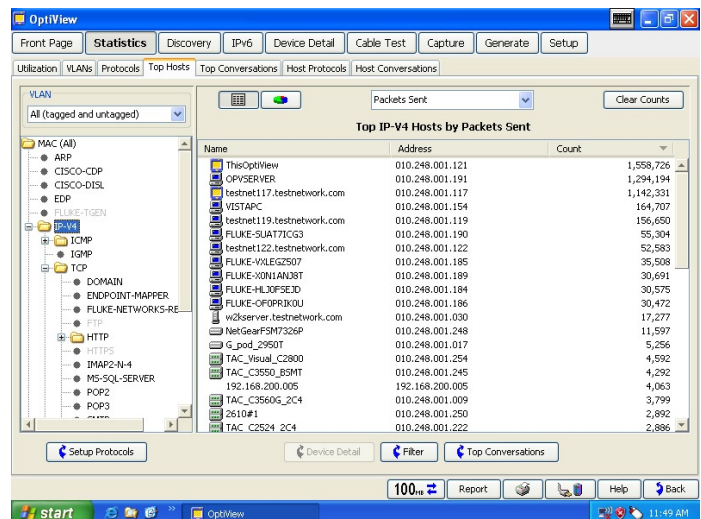 OptiView
Front Page Statistics Discovery IPv6 Device Detail Cable Test Capture Generate Setup
Utilization VLANs Protocols Top Hosts Top Conversations Host Protocols Host Conversations
VLAN
All (tagged and untagged)
MAC (All)
ARP
CISCO-CDP
CISCO-DISL
EDP
FLUKE-TGEN
IP-V4
ICMP
IGMP
TCP
DOMAIN
ENDPOINT-MAPPER
FLUKE-NETWORKS-RE
FTP
HTTP
HTTPS
IMAP2-N-4
MS-SQL-SERVER
POP2
POP3
Setup Protocols
Packets Sent Clear Counts
Top IP-V4 Hosts by Packets Sent
Name Address Count
ThisOptiView 010.248.001.121 1,558,726
OPVSERVER 010.248.001.191 1,294,194
testnet117.testnetwork.com 010.248.001.117 1,142,331
VISTAPC 010.248.001.154 164,707
testnet119.testnetwork.com 010.248.001.119 156,650
FLUKE-SUAT7ICG3 010.248.001.190 55,304
testnet122.testnetwork.com 010.248.001.122 52,583
FLUKE-VXLEGZ507 010.248.001.185 35,508
FLUKE-X0N1ANJ8T 010.248.001.189 30,691
FLUKE-HLJ0FSEJD 010.248.001.184 30,575
FLUKE-OF0PRIK0U 010.248.001.186 30,472
w2kserver.testnetwork.com 010.248.001.030 17,277
NetGearFSM7326P 010.248.001.248 11,597
G_pod_2950T 010.248.001.017 5,256
TAC_Visual_C2800 010.248.001.254 4,592
TAC_C3550_BSMT 010.248.001.245 4,292
192.168.200.005 192.168.200.005 4,063
TAC_C3560G_2C4 010.248.001.009 3,799
2610#1 010.248.001.250 2,892
TAC_C2524_2C4 010.248.001.222 2,886
Device Detail Filter Top Conversations
100 Report Help Back
start OptiView 11:49 AM